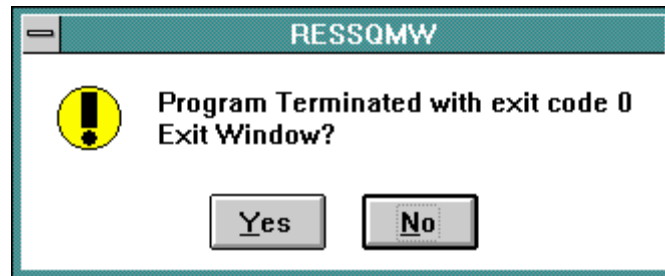 RESSQMW
Program Terminated with exit code 0
Exit Window?
Yes No